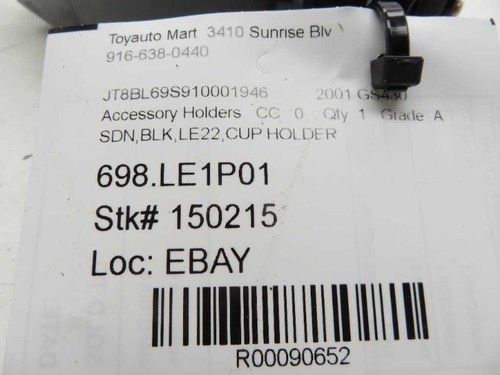 Toyauto Mart 3410 Sunrise Blv
916-638-0440
JT8BL69S910001946 2001 GS430
Accessory Holders CC 0 Qty 1 Grade A
SDN,BLK,LE22,CUP HOLDER
698.LE1P01
Stk# 150215
Loc: EBAY
R00090652